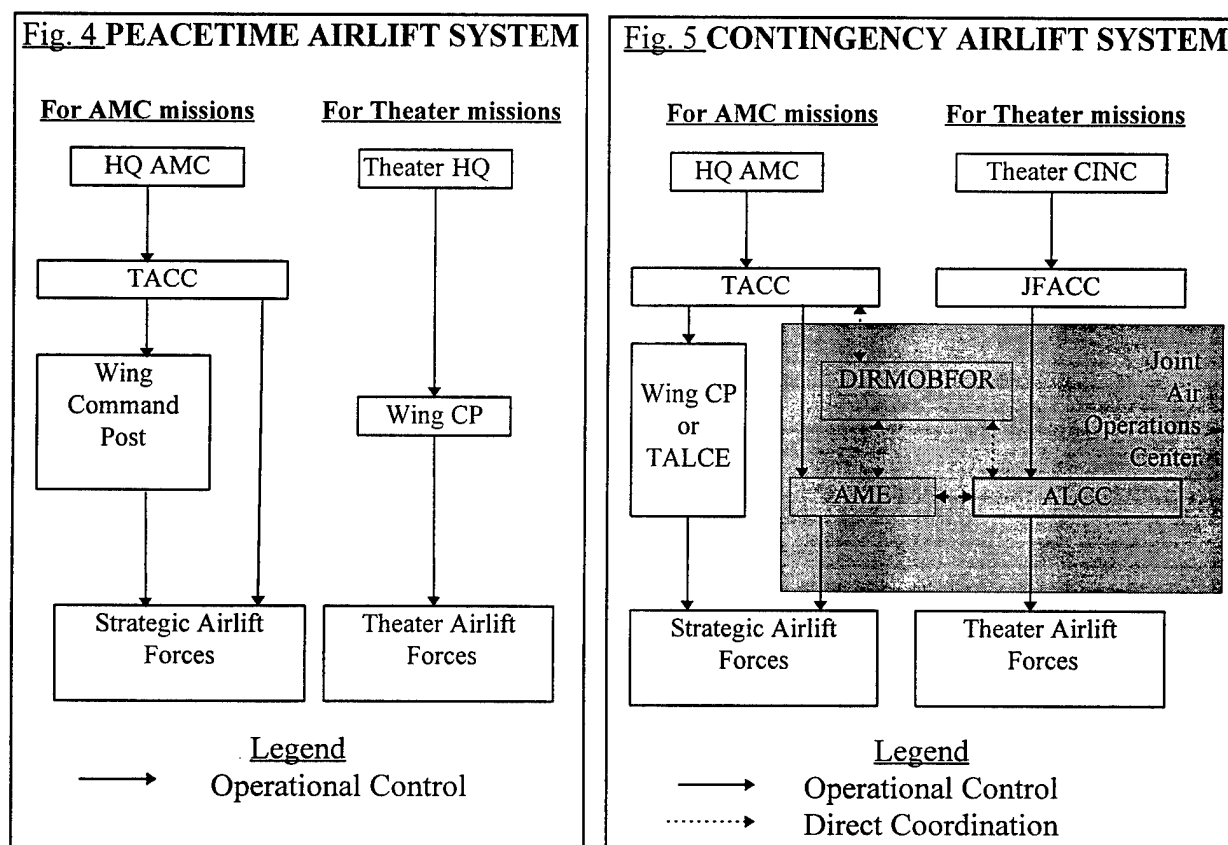 Fig. 4 PEACETIME AIRLIFT SYSTEM
For AMC missions
For Theater missions
HQ AMC
Theater HQ
TACC
Wing
Command
Post
Wing CP
Strategic Airlift
Forces
Theater Airlift
Forces
Legend
Operational Control
Fig. 5 CONTINGENCY AIRLIFT SYSTEM
For AMC missions
For Theater missions
HQ AMC
Theater CINC
TACC
JFACC
Wing CP
or
TALCE
DIRMOBFOR
Joint
Air
Operations
Center
AME
ALCC
Strategic Airlift
Forces
Theater Airlift
Forces
Legend
Operational Control
Direct Coordination